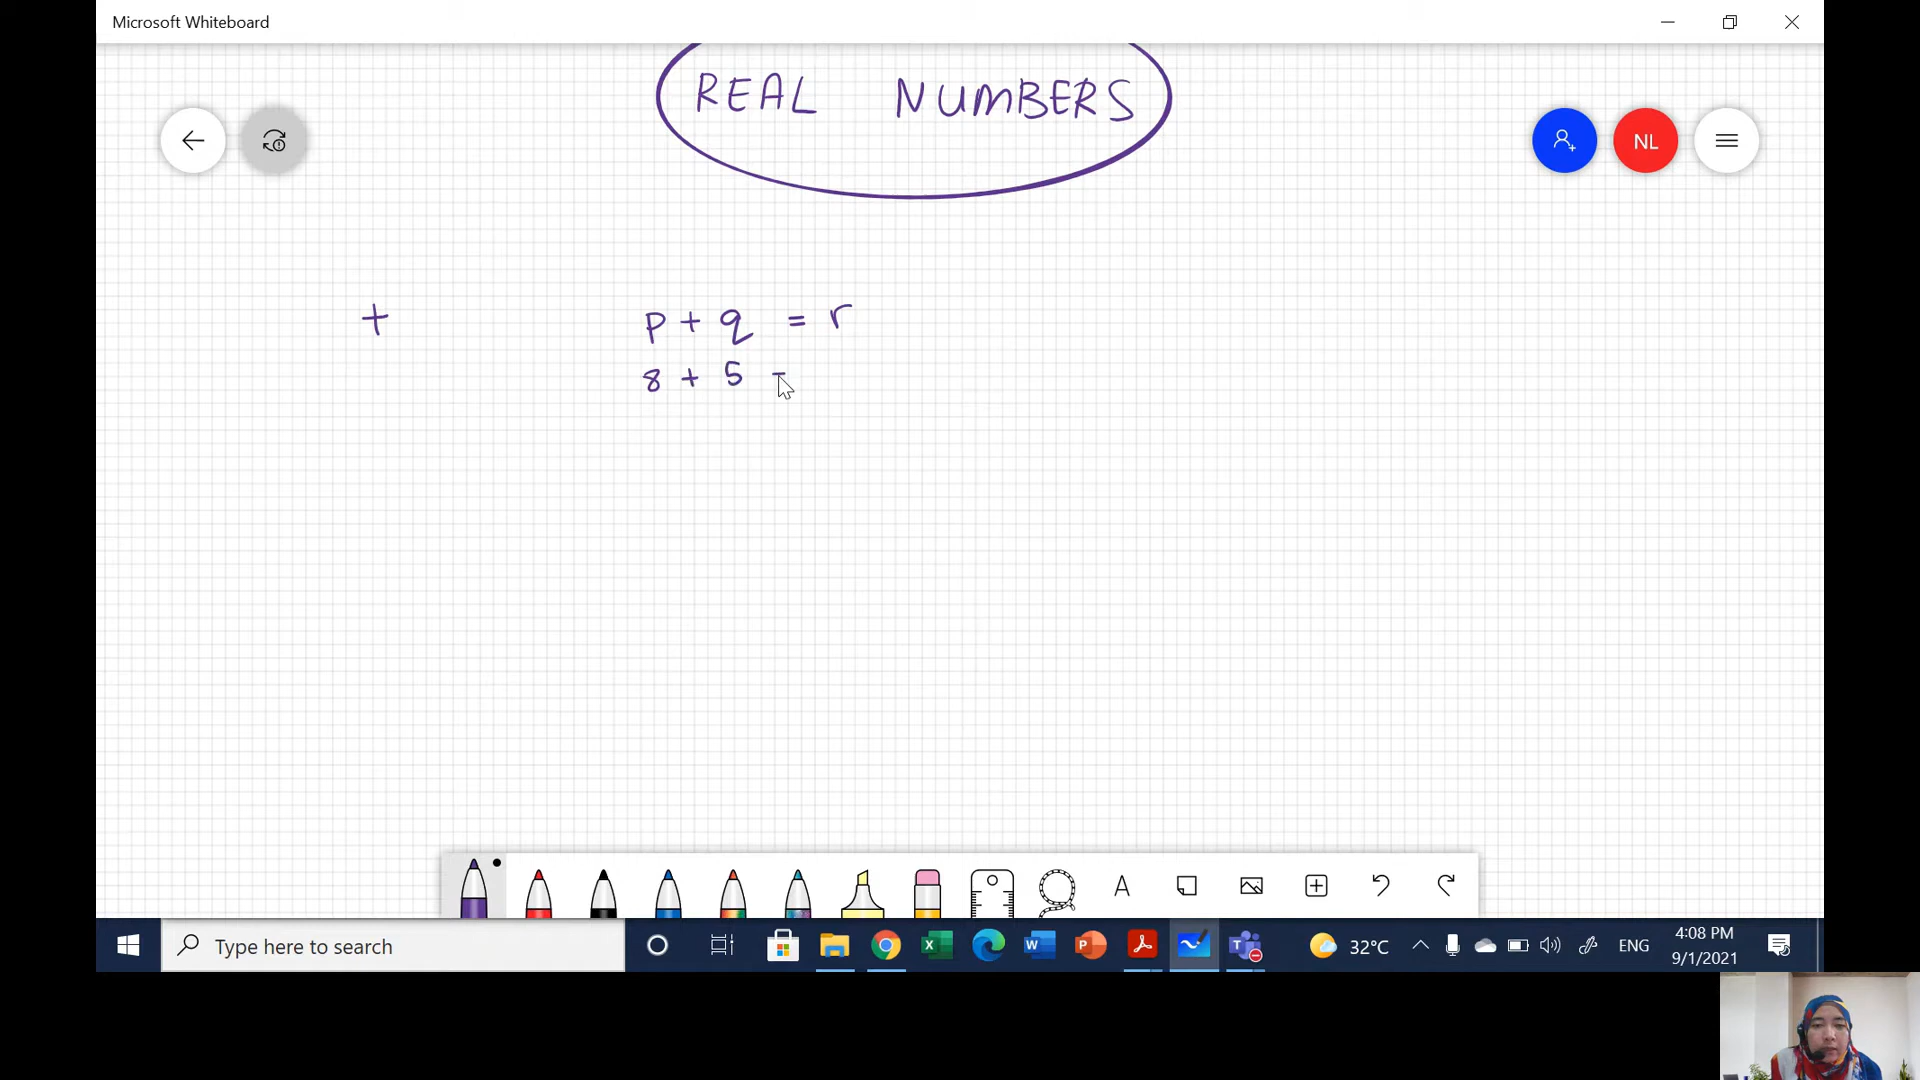 Microsoft Whiteboard
REAL NUMBERS
NL
+ p + q = r
8 + 5 -
A
Type here to search
32°C
ENG
4:08 PM
9/1/2021